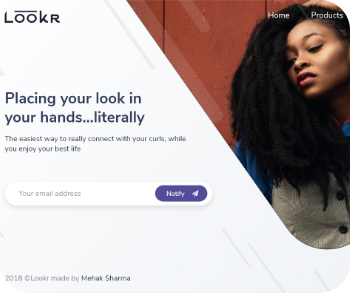 LOOKR
Home Products
Placing your look in
your hands...literally
The easiest way to really connect with your curls, while
you enjoy your best life
Your email address
Notify
2018 ©Lookr made by Mehak Sharma